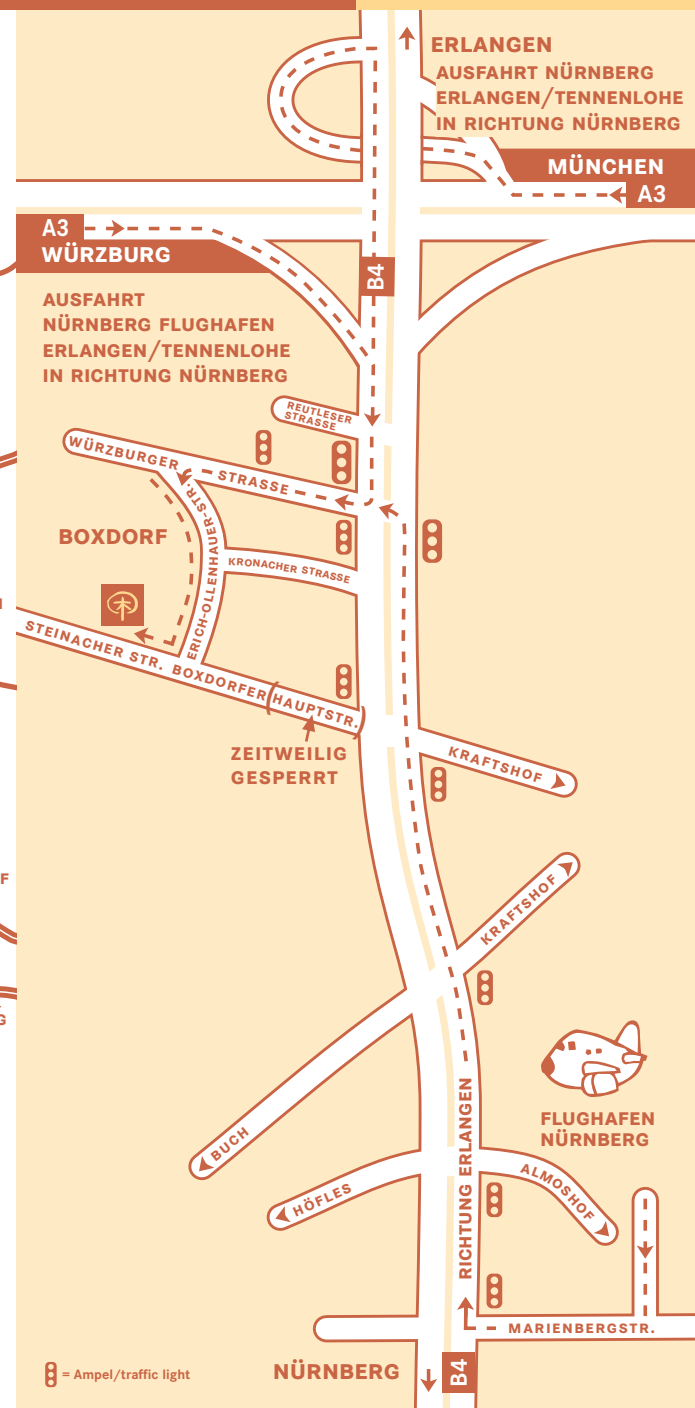 ERLANGEN
AUSFAHRT NÜRNBERG
ERLANGEN/TENNENLOHE
IN RICHTUNG NÜRNBERG
MÜNCHEN
A3
A3
WÜRZBURG
B4
AUSFAHRT
NÜRNBERG FLUGHAFEN
ERLANGEN/TENNENLOHE
IN RICHTUNG NÜRNBERG
REUTLESER
STRASSE
WÜRZBURGER STRASSE
BOXDORF
ERICH-OLLENHAUER-STR.
KRONACHER STRASSE
STEINACHER STR. BOXDORFER (HAUPTSTR.)
ZEITWEILIG
GESPERRT
KRAFTSHOF
KRAFTSHOF
F
G
BUCH
FLUGHAFEN
NÜRNBERG
RICHTUNG ERLANGEN
HÖFLES
ALMOSHOF
MARIENBERGSTR.
= Ampel/traffic light
NÜRNBERG
B4